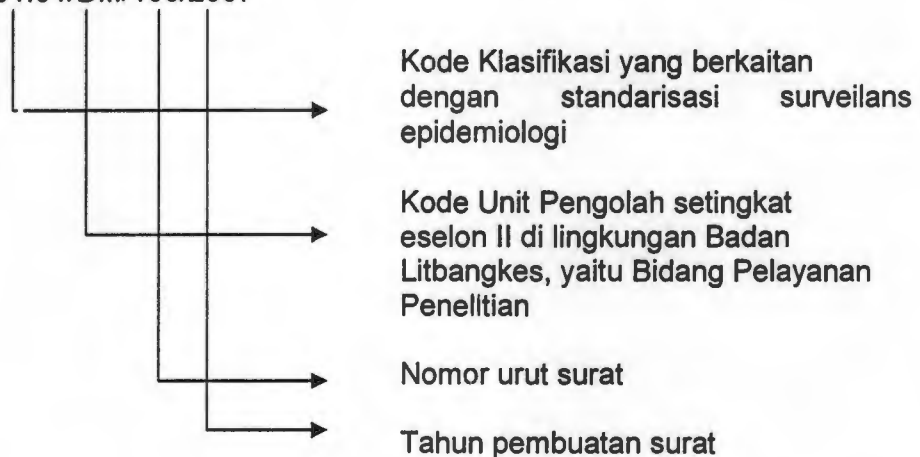 Kode Klasifikasi yang berkaitan
dengan standarisasi surveilans
epidemiologi
Kode Unit Pengolah setingkat
eselon II di lingkungan Badan
Litbangkes, yaitu Bidang Pelayanan
Penelitian
Nomor urut surat
Tahun pembuatan surat